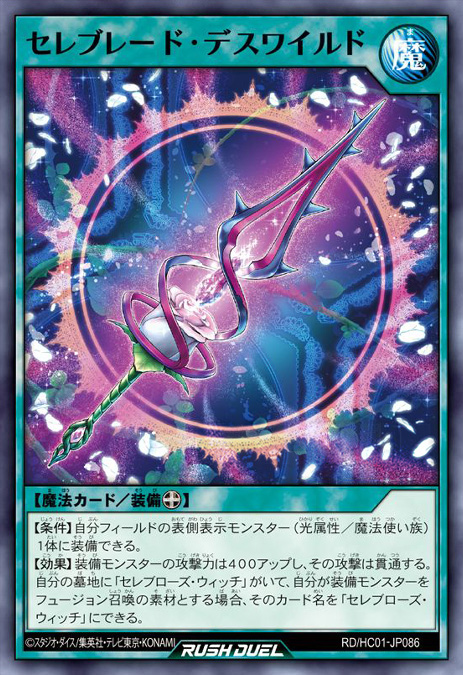 セレブレード・デスワイルド
魔
【魔法カード/装備】
【条件】自分フィールドの表側表示モンスター(光属性/魔法使い族)
1体に装備できる。
【効果】装備モンスターの攻撃力は400アップし、その攻撃は貫通する。
自分の墓地に「セレブローズ・ウィッチ」がいて、自分が装備モンスターを
フュージョン召喚の素材とする場合、そのカード名を「セレブローズ・
ウィッチ」にできる。
©スタジオ・ダイス/集英社・テレビ東京・KONAMI
RUSH DUEL
RD/HC01-JP086